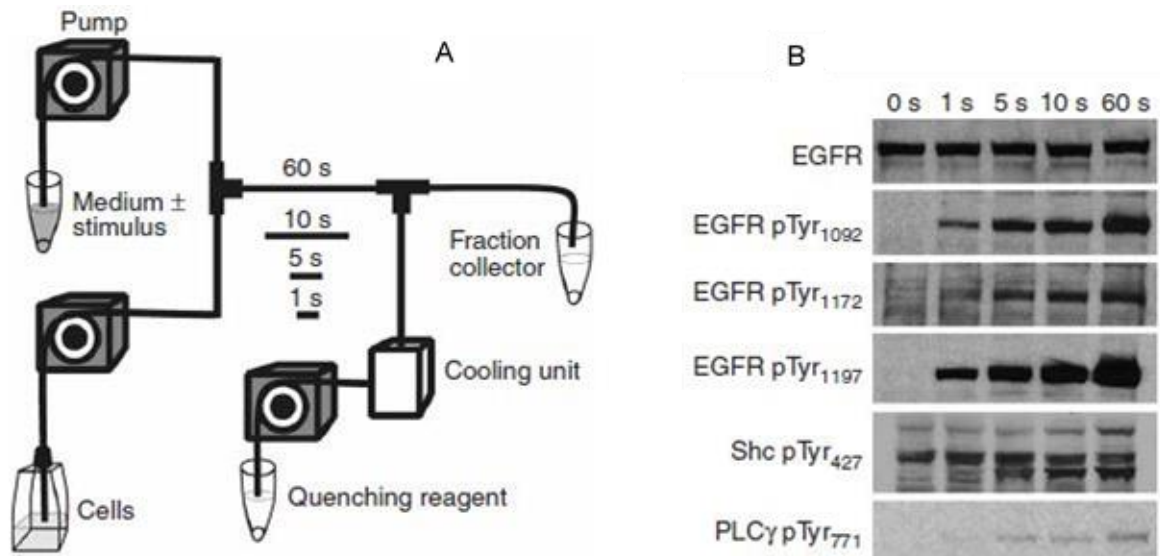 Pump
A
Medium ±
stimulus
60 s
10 s
5 s
1 s
Fraction
collector
Cooling unit
Quenching reagent
Cells
B
0 s 1 s 5 s 10 s 60 s
EGFR
EGFR pTyr1092
EGFR pTyr1172
EGFR pTyr1197
Shc pTyr427
PLCγ pTyr771